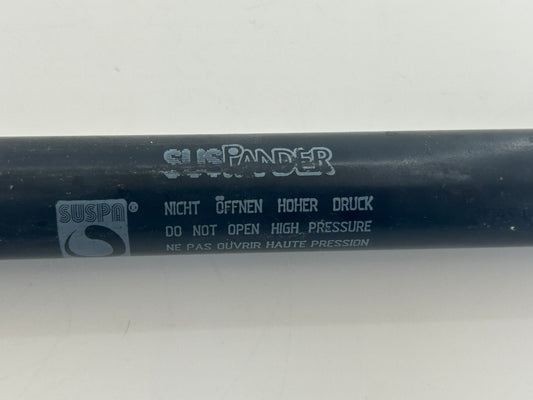 SUSPANDER
SUSPA®
NICHT ÖFFNEN HOHER DRUCK
DO NOT OPEN HIGH PRESSURE
NE PAS OUVRIR HAUTE PRESSION